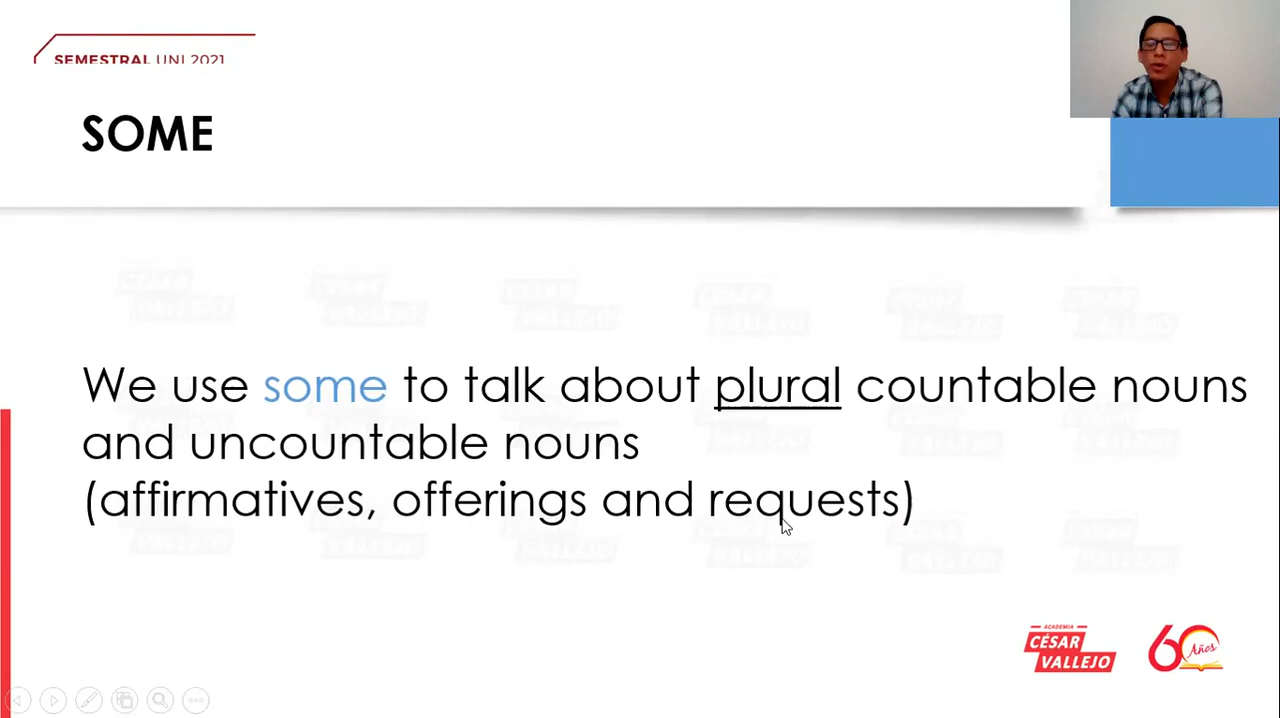 SEMESTRAL UNI 2021
SOME
We use some to talk about plural countable nouns
and uncountable nouns
(affirmatives, offerings and requests)
ACADEMIA
CÉSAR
VALLEJO
60
Años